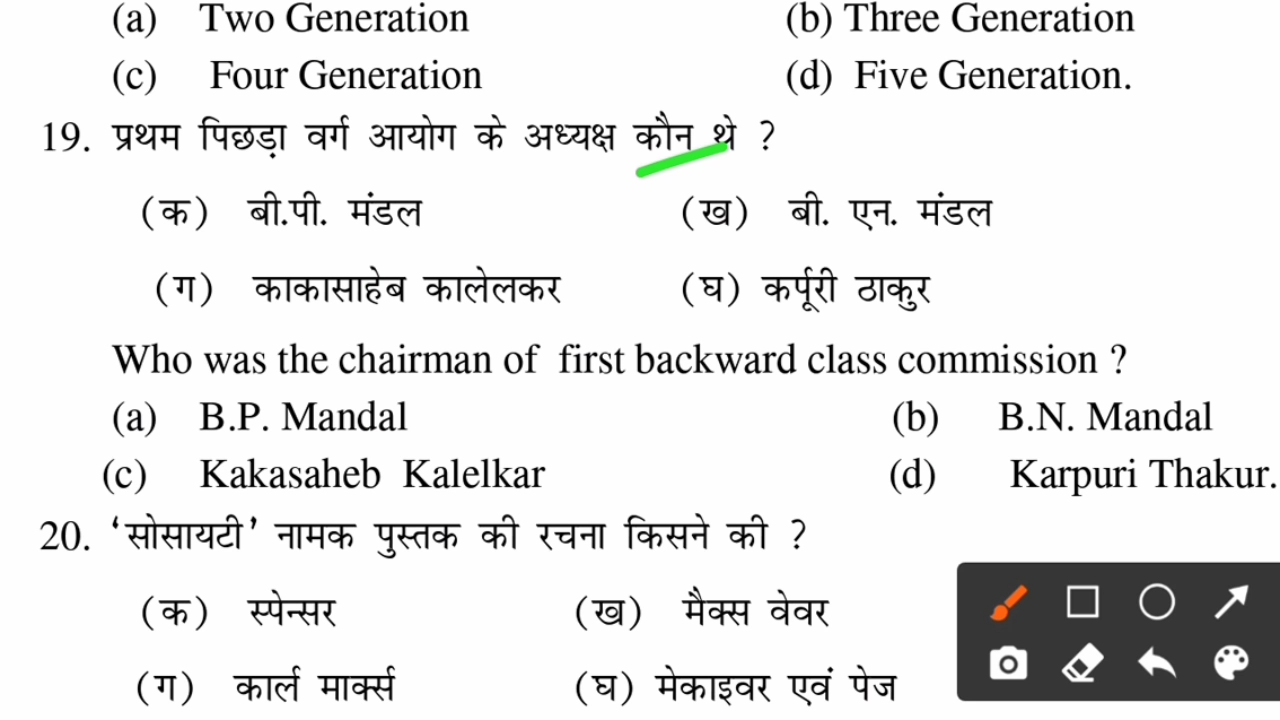 (a) Two Generation (b) Three Generation
(c) Four Generation (d) Five Generation.
19. प्रथम पिछड़ा वर्ग आयोग के अध्यक्ष कौन थे ?
(क) बी.पी. मंडल (ख) बी. एन. मंडल
(ग) काकासाहेब कालेलकर (घ) कर्पूरी ठाकुर
Who was the chairman of first backward class commission ?
(a) B.P. Mandal (b) B.N. Mandal
(c) Kakasaheb Kalelkar (d) Karpuri Thakur.
20. ‘सोसायटी’ नामक पुस्तक की रचना किसने की ?
(क) स्पेन्सर (ख) मैक्स वेवर
(ग) कार्ल मार्क्स (घ) मेकाइवर एवं पेज